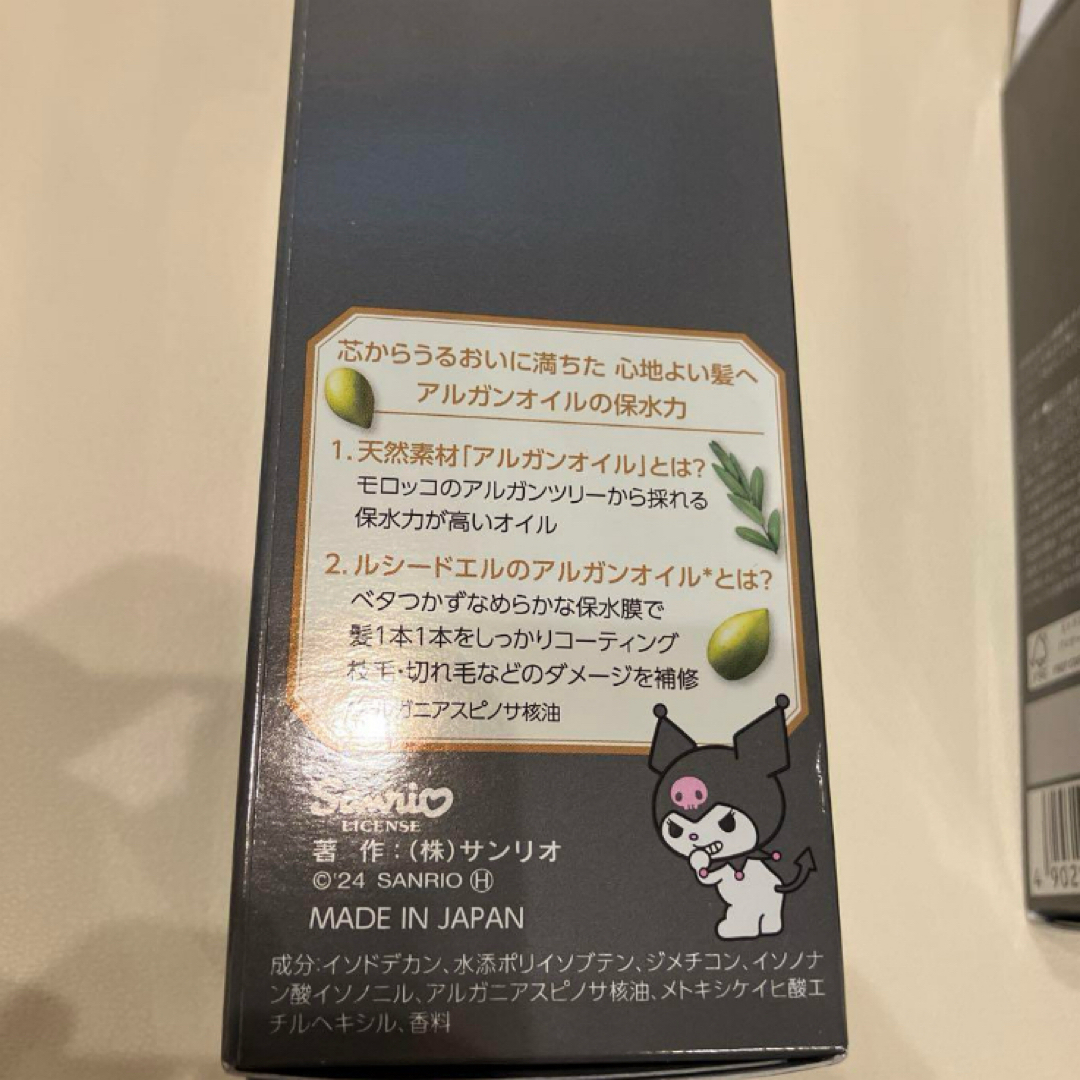 芯からうるおいに満ちた 心地よい髪へ
アルガンオイルの保水力
1. 天然素材「アルガンオイル」とは?
モロッコのアルガンツリーから採れる
保水力が高いオイル
2. ルシードエルのアルガンオイル*とは?
ベタつかずなめらかな保水膜で
髪1本1本をしっかりコーティング
枝毛・切れ毛などのダメージを補修
*アルガニアスピノサ核油
Sanrio
LICENSE
著 作:(株)サンリオ
©'24 SANRIO Ⓗ
MADE IN JAPAN
成分:イソドデカン、水添ポリイソブテン、ジメチコン、イソノナ
ン酸イソノニル、アルガニアスピノサ核油、メトキシケイヒ酸エ
チルヘキシル、香料
4 902